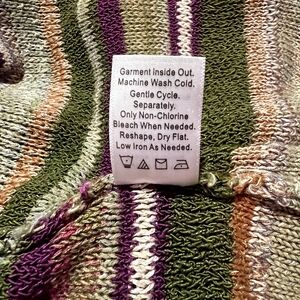 Garment Inside Out.
Machine Wash Cold.
Gentle Cycle.
Separately.
Only Non-Chlorine
Bleach When Needed.
Reshape, Dry Flat.
Low Iron As Needed.